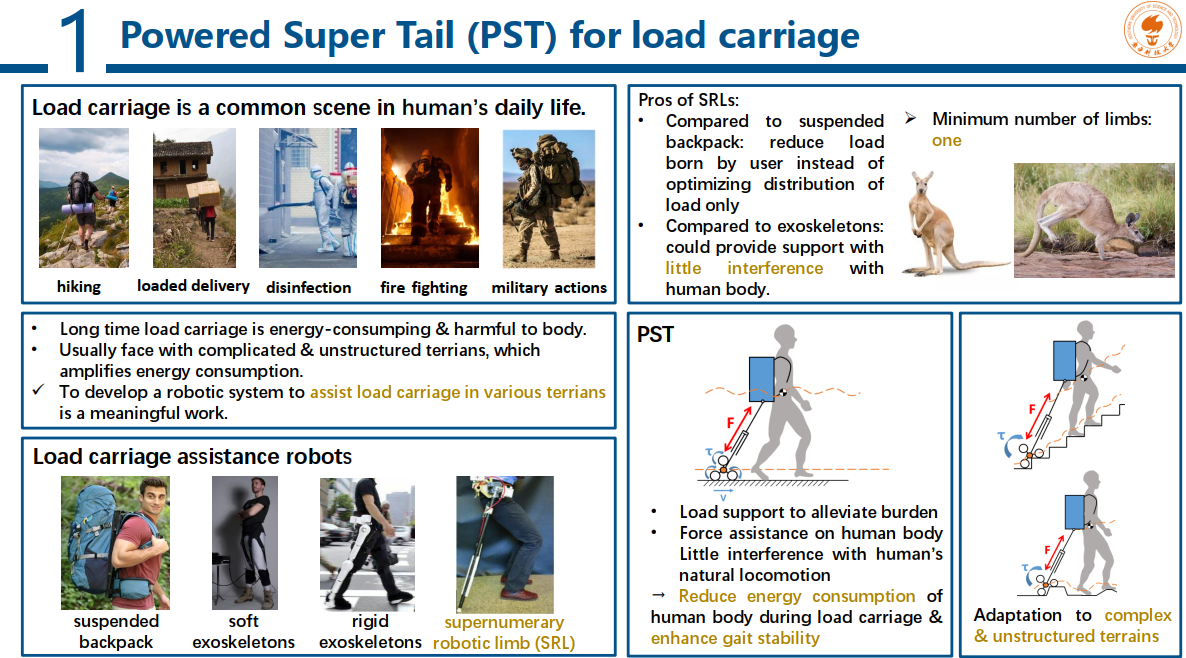 1
Powered Super Tail (PST) for load carriage
Load carriage is a common scene in human's daily life.
hiking
loaded delivery
disinfection
fire fighting
military actions
• Long time load carriage is energy-consumping & harmful to body.
• Usually face with complicated & unstructured terrians, which
amplifies energy consumption.
✓ To develop a robotic system to assist load carriage in various terrians
is a meaningful work.
Load carriage assistance robots
suspended
backpack
soft
exoskeletons
rigid
exoskeletons
supernumerary
robotic limb (SRL)
Pros of SRLs:
• Compared to suspended
backpack: reduce load
born by user instead of
optimizing distribution of
load only
• Compared to exoskeletons:
could provide support with
little interference with
human body.
➢ Minimum number of limbs:
one
PST
F
τ
v
• Load support to alleviate burden
• Force assistance on human body
Little interference with human's
natural locomotion
→ Reduce energy consumption of
human body during load carriage &
enhance gait stability
F
τ
F
τ
Adaptation to complex
& unstructured terrains